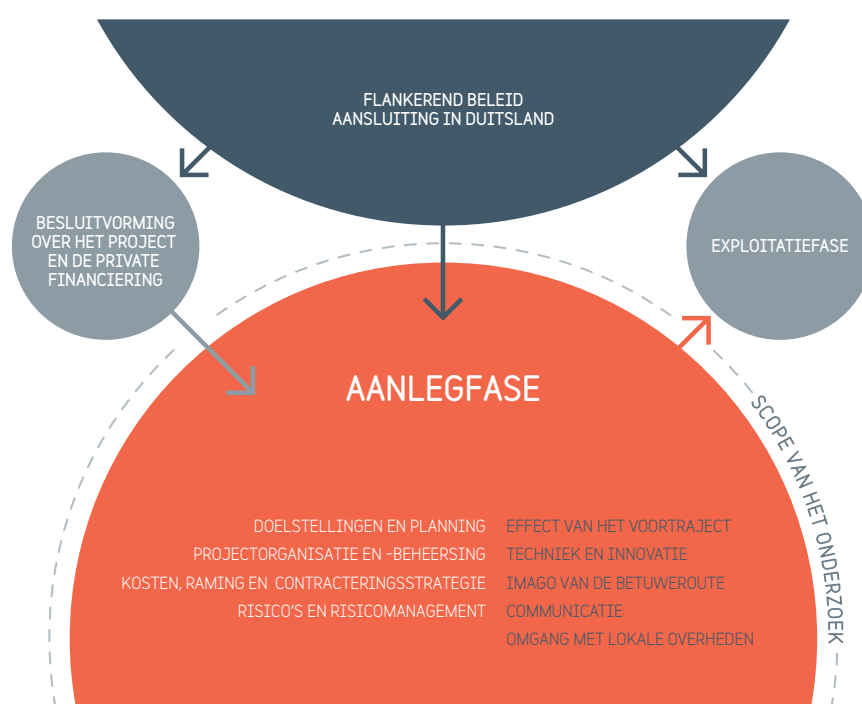 FLANKEREND BELEID
AANSLUITING IN DUITSLAND
BESLUITVORMING
OVER HET PROJECT
EN DE PRIVATE
FINANCIERING
EXPLOITATIEFASE
AANLEGFASE
SCOPE VAN HET ONDERZOEK
DOELSTELLINGEN EN PLANNING
PROJECTORGANISATIE EN -BEHEERSING
KOSTEN, RAMING EN CONTRACTERINGSSTRATEGIE
RISICO'S EN RISICOMANAGEMENT
EFFECT VAN HET VOORTRAJECT
TECHNIEK EN INNOVATIE
IMAGO VAN DE BETUWEROUTE
COMMUNICATIE
OMGANG MET LOKALE OVERHEDEN